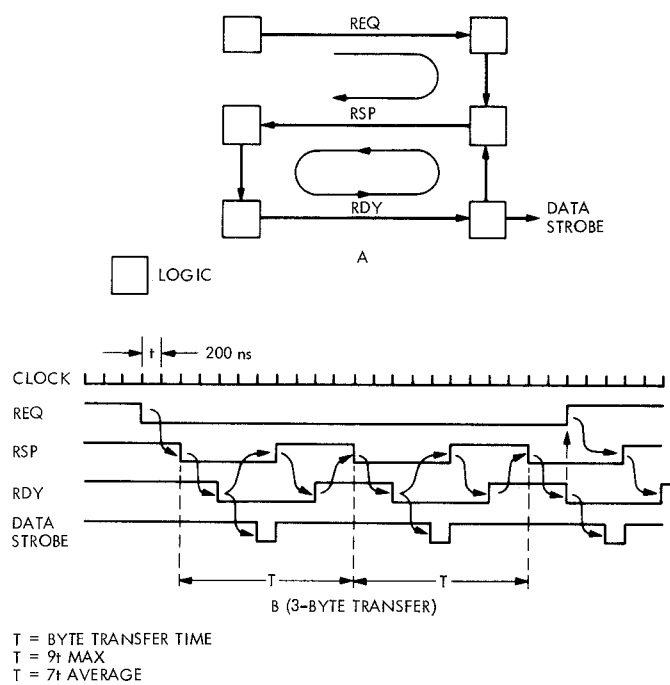 REQ
RSP
RDY
DATA
STROBE
A
LOGIC
t 200 ns
CLOCK
REQ
RSP
RDY
DATA
STROBE
T T
B (3-BYTE TRANSFER)
T = BYTE TRANSFER TIME
T = 9t MAX
T = 7t AVERAGE